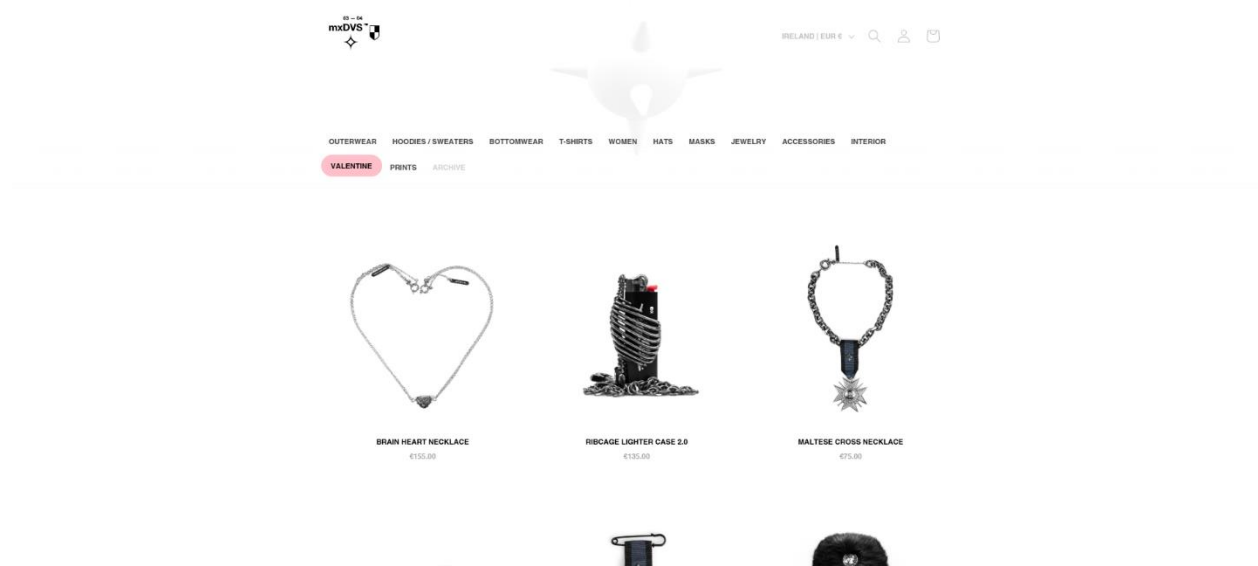 03 — 04
mxDVS™
IRELAND | EUR €
OUTERWEAR HOODIES / SWEATERS BOTTOMWEAR T-SHIRTS WOMEN HATS MASKS JEWELRY ACCESSORIES INTERIOR
VALENTINE PRINTS ARCHIVE
BRAIN HEART NECKLACE RIBCAGE LIGHTER CASE 2.0 MALTESE CROSS NECKLACE
€155.00 €135.00 €75.00